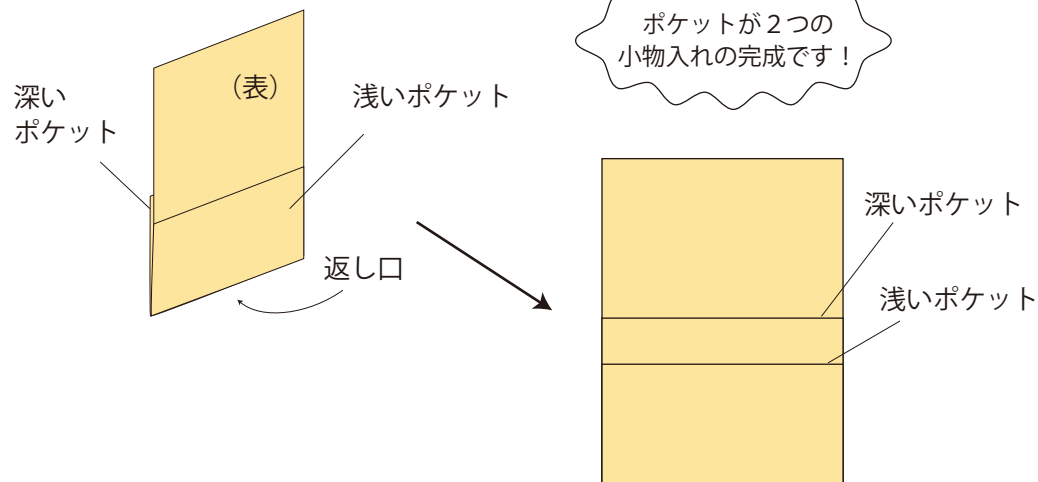 ポケットが２つの
小物入れの完成です！
（表）
深い
ポケット
浅いポケット
返し口
深いポケット
浅いポケット